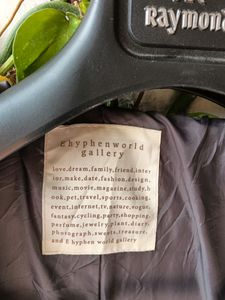 Raymond
Ehyphenworld
gallery
love,dream,family,friend,inter
ior,make,date,fashion,design,
music,movie,magazine,study,b
ook,pet,travel,sports,cooking,
event,internet,tv,nature,vogue,
fantasy,cycling,party,shopping,
perfume,jewelry,plant,diary,
Photograph,sweets,treasure,
and E hyphen world gallery